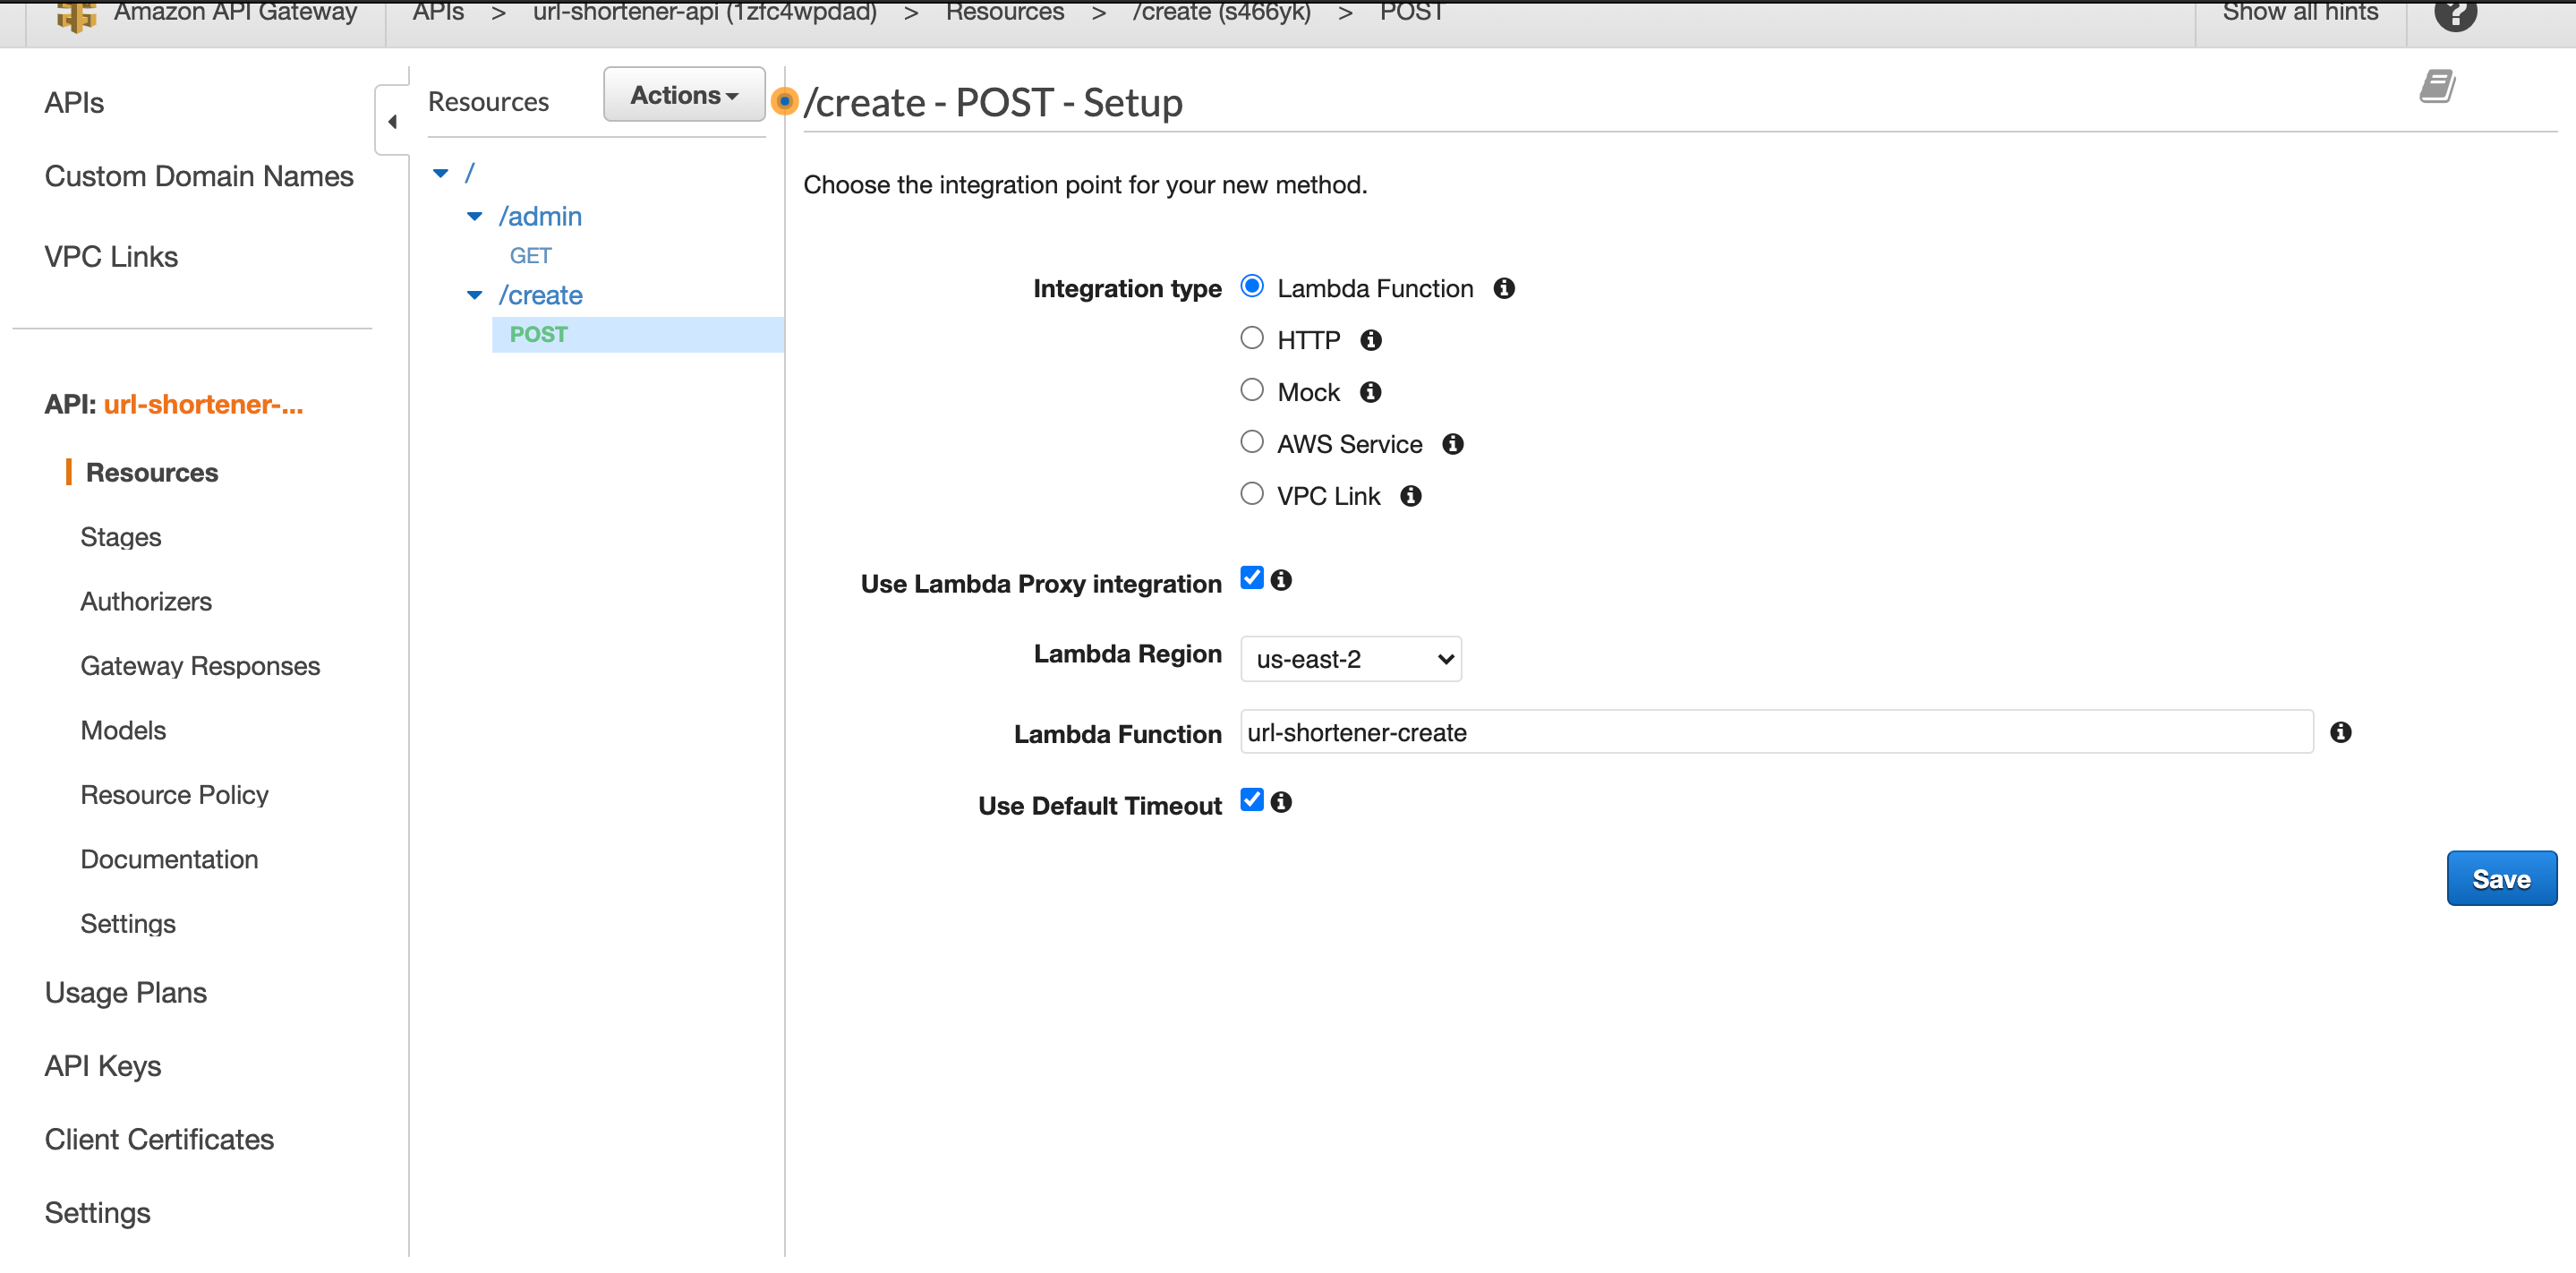 Amazon API Gateway
APIs > url-shortener-api (1zfc4wpdad) > Resources > /create (s466yk) > POST
Show all hints
?
APIs
Custom Domain Names
VPC Links
API: url-shortener-...
Resources
Stages
Authorizers
Gateway Responses
Models
Resource Policy
Documentation
Settings
Usage Plans
API Keys
Client Certificates
Settings
Resources
Actions
/
/admin
GET
/create
POST
/create - POST - Setup
Choose the integration point for your new method.
Integration type
Lambda Function
HTTP
Mock
AWS Service
VPC Link
Use Lambda Proxy integration
Lambda Region
us-east-2
Lambda Function
url-shortener-create
Use Default Timeout
Save